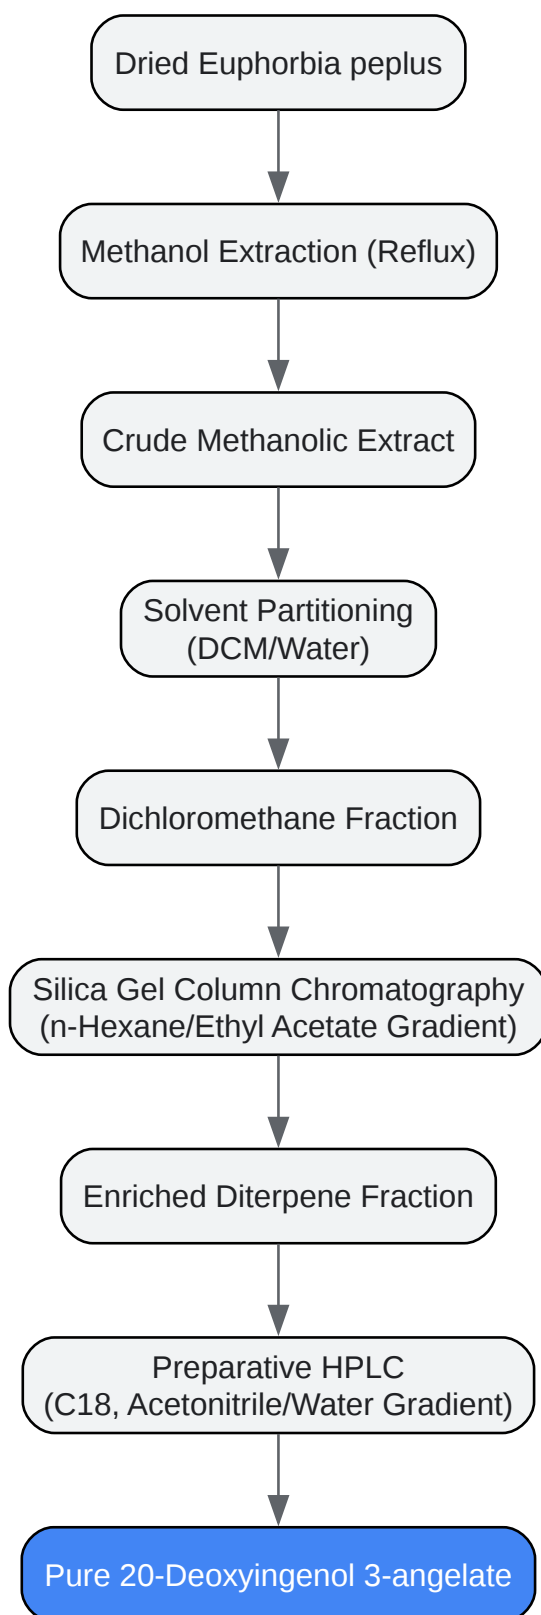 Dried Euphorbia peplus
Methanol Extraction (Reflux)
Crude Methanolic Extract
Solvent Partitioning
(DCM/Water)
Dichloromethane Fraction
Silica Gel Column Chromatography
(n-Hexane/Ethyl Acetate Gradient)
Enriched Diterpene Fraction
Preparative HPLC
(C18, Acetonitrile/Water Gradient)
Pure 20-Deoxyingenol 3-angelate